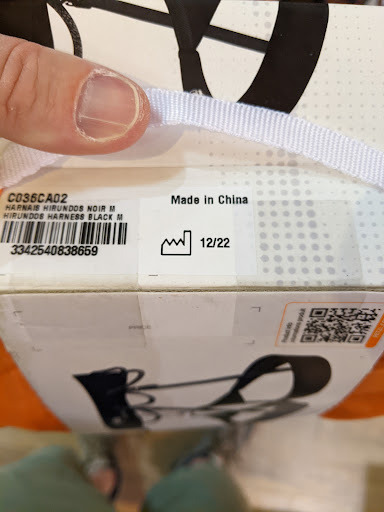 C036CA02
HARNAIS HIRUNDOS NOIR M
HIRUNDOS HARNESS BLACK M
3342540838659
Made in China
12/22